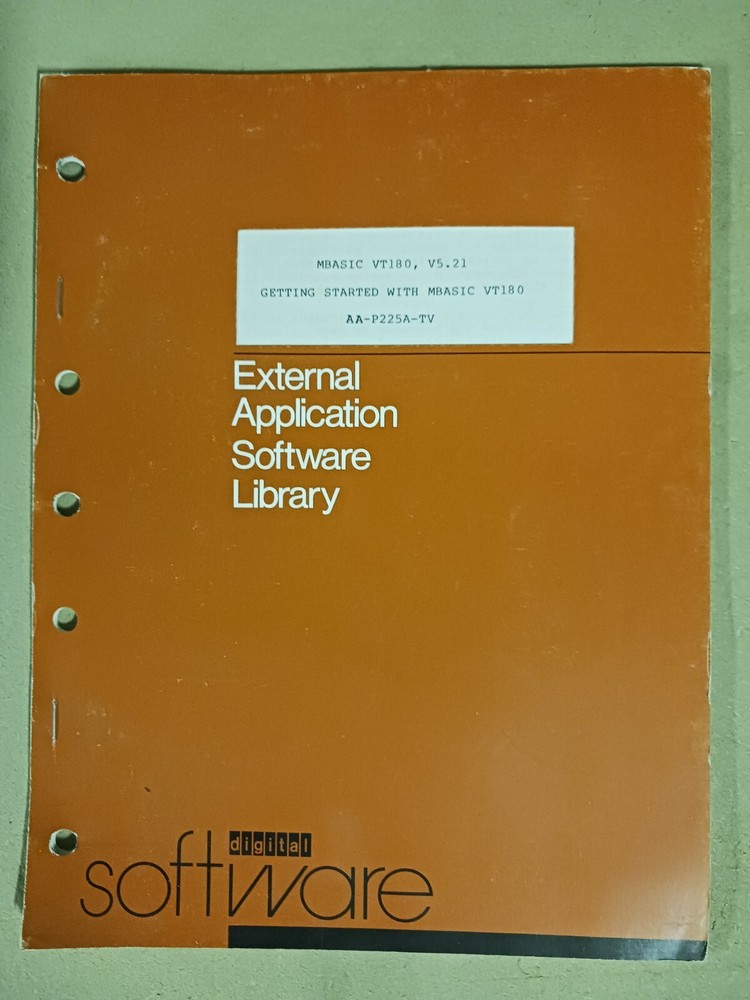 MBASIC VT180, V5.21
GETTING STARTED WITH MBASIC VT180
AA-P225A-TV
External
Application
Software
Library
digital
software